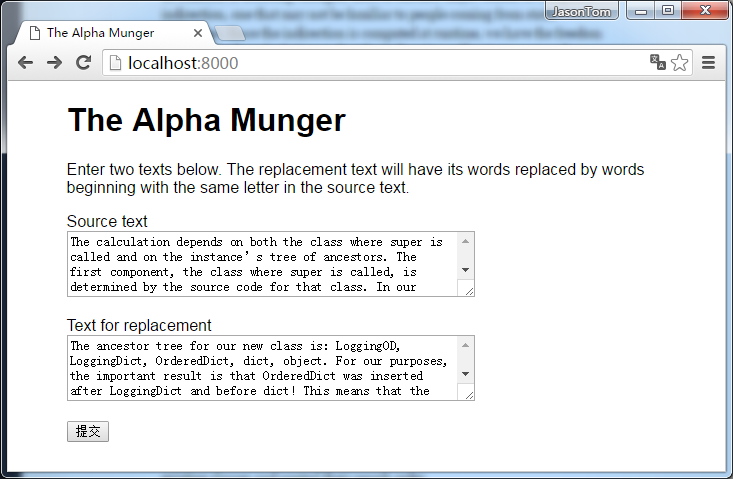 JasonTom
The Alpha Munger
localhost:8000
The Alpha Munger
Enter two texts below. The replacement text will have its words replaced by words
beginning with the same letter in the source text.
Source text
The calculation depends on both the class where super is
called and on the instance’s tree of ancestors. The
first component, the class where super is called, is
determined by the source code for that class. In our
Text for replacement
The ancestor tree for our new class is: LoggingOD,
LoggingDict, OrderedDict, dict, object. For our purposes,
the important result is that OrderedDict was inserted
after LoggingDict and before dict! This means that the
提交